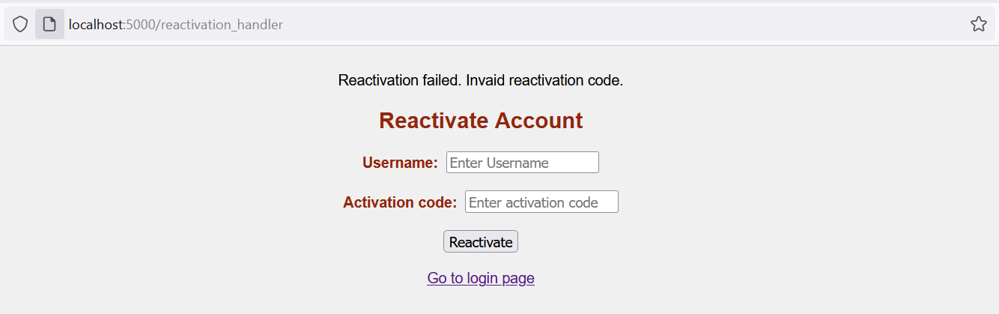 localhost:5000/reactivation_handler
Reactivation failed. Invaid reactivation code.
Reactivate Account
Username: Enter Username
Activation code: Enter activation code
Reactivate
Go to login page